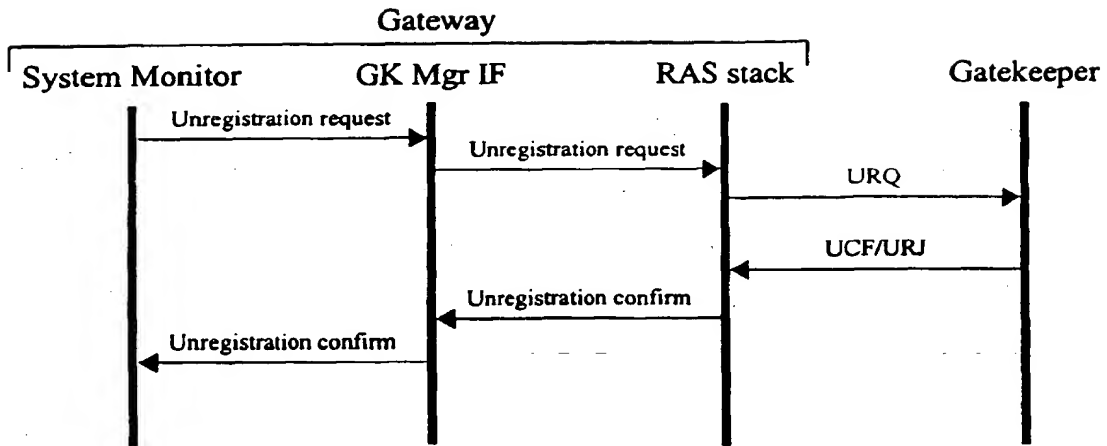 Gateway
System Monitor
GK Mgr IF
RAS stack
Gatekeeper
Unregistration request
Unregistration request
URQ
UCF/URJ
Unregistration confirm
Unregistration confirm